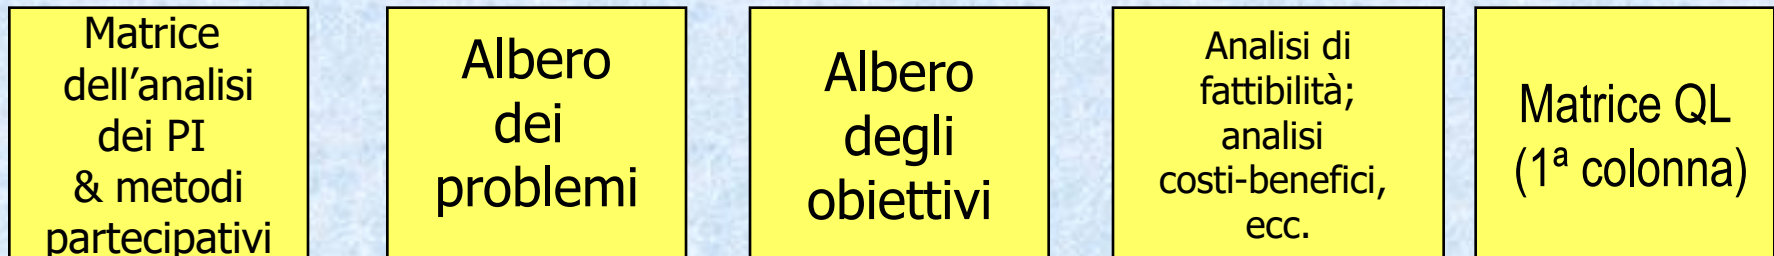 Matrice
dell’analisi
dei PI
& metodi
partecipativi
Albero
dei
problemi
Albero
degli
obiettivi
Analisi di
fattibilità;
analisi
costi-benefici,
ecc.
Matrice QL
(1ª colonna)